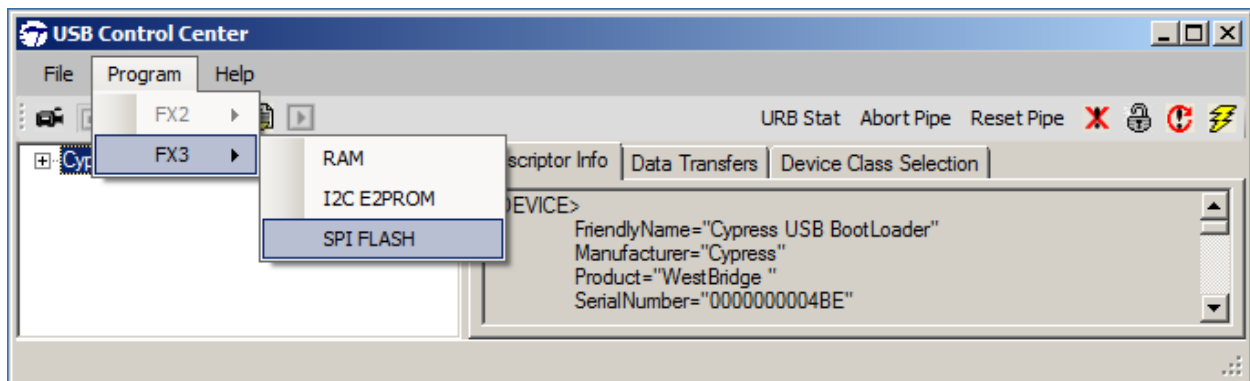 USB Control Center
File Program Help
FX2
URB Stat Abort Pipe Reset Pipe
FX3
RAM
I2C E2PROM
SPI FLASH
Cyp
scriptor Info Data Transfers Device Class Selection
DEVICE>
FriendlyName="Cypress USB BootLoader"
Manufacturer="Cypress"
Product="WestBridge "
SerialNumber="0000000004BE"